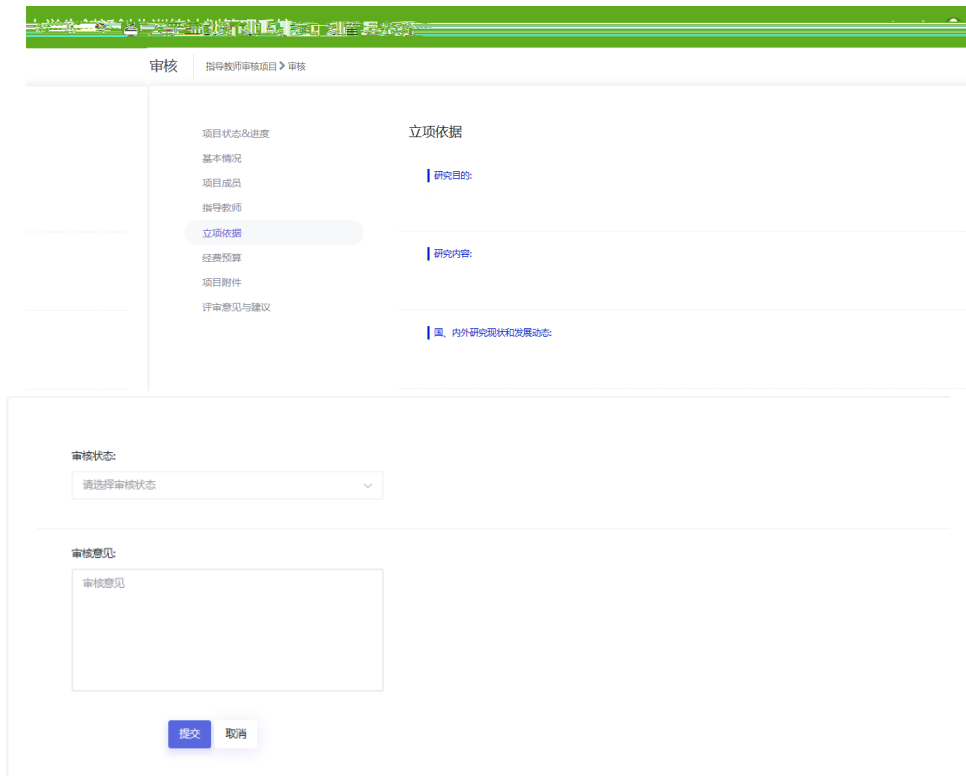 审核 指导教师审核项目 审核
项目状态&进度
基本情况
项目成员
指导教师
立项依据
经费预算
项目附件
评审意见与建议
立项依据
研究目的:
研究内容:
国、内外研究现状和发展动态:
审核状态:
请选择审核状态
审核意见:
审核意见
提交 取消